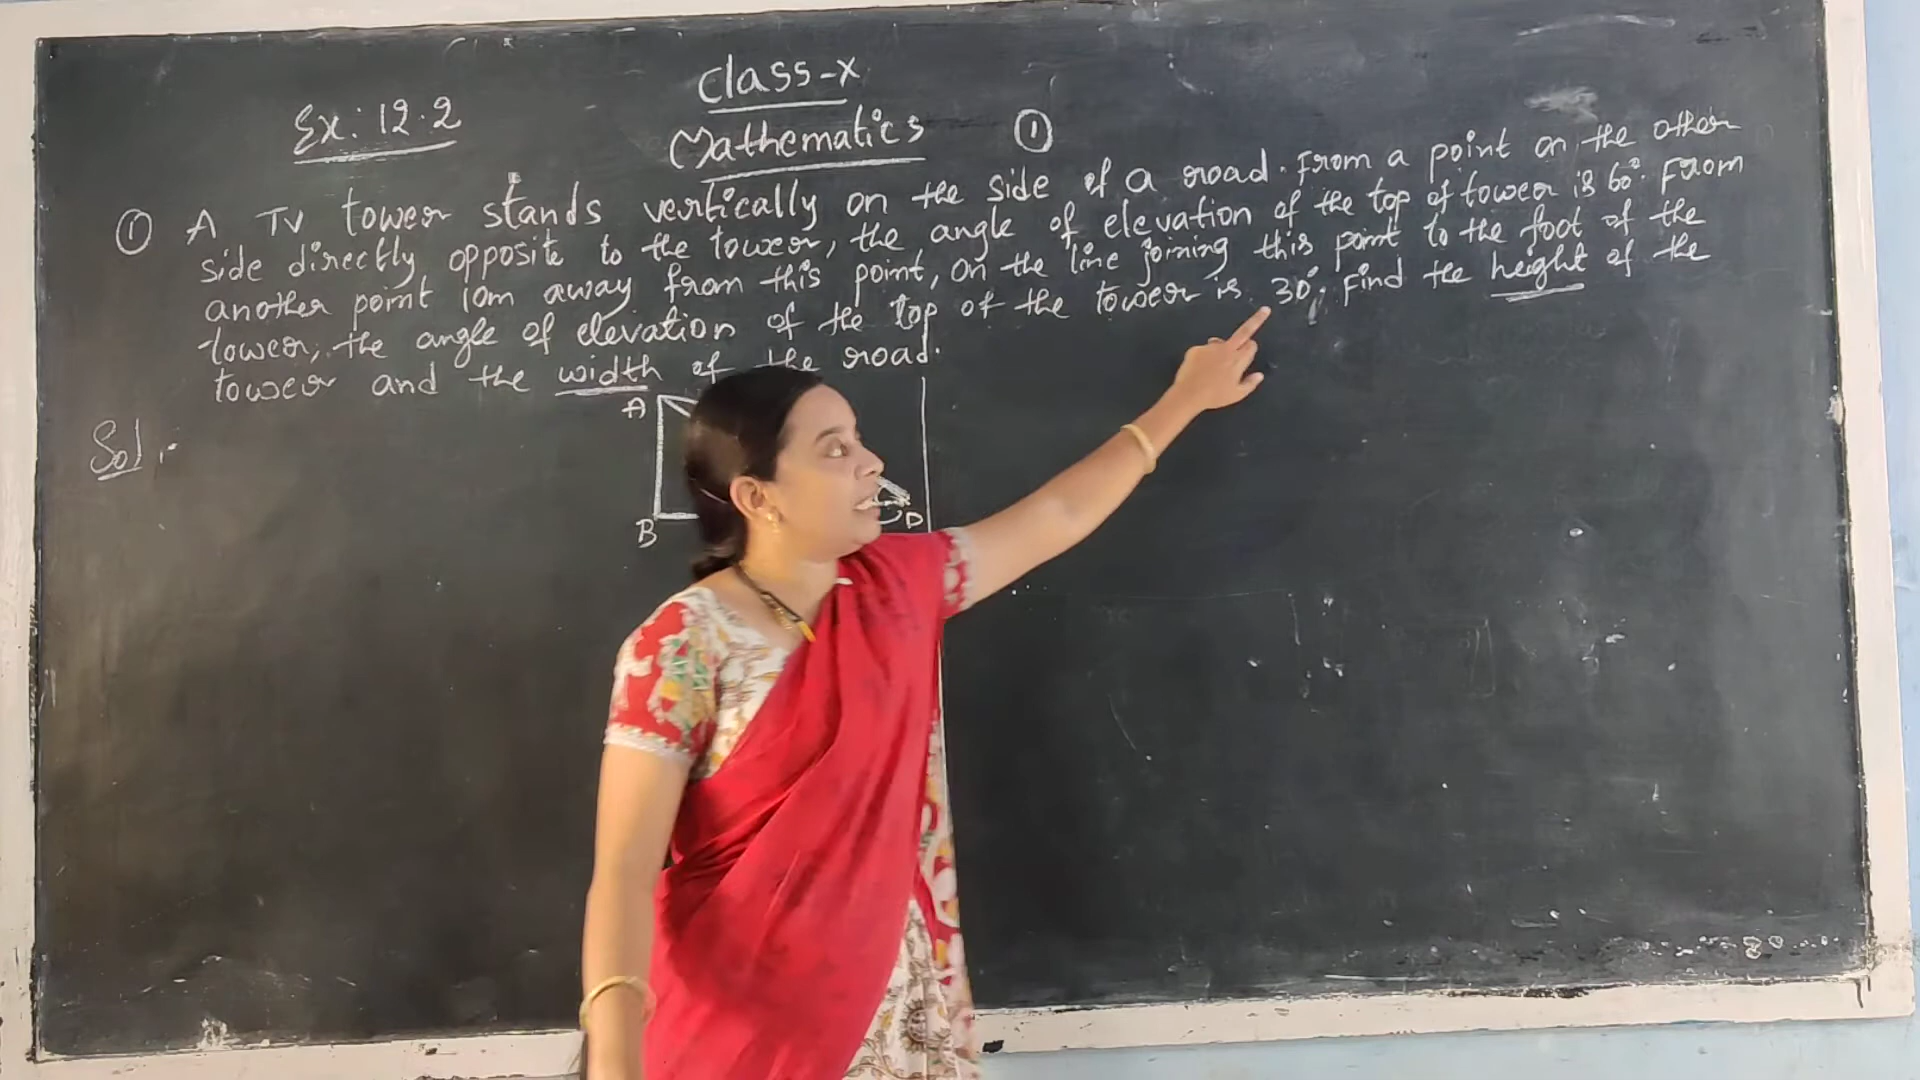 Class-X
Ex: 12.2
Mathematics
①
① A TV tower stands vertically on the side of a road. From a point on the other
side directly opposite to the tower, the angle of elevation of the top of tower is 60°. From
another point 10m away from this point, on the line joining this point to the foot of the
tower, the angle of elevation of the top of the tower is 30°. Find the height of the
tower and the width of the road.
Sol:-
A
B
D